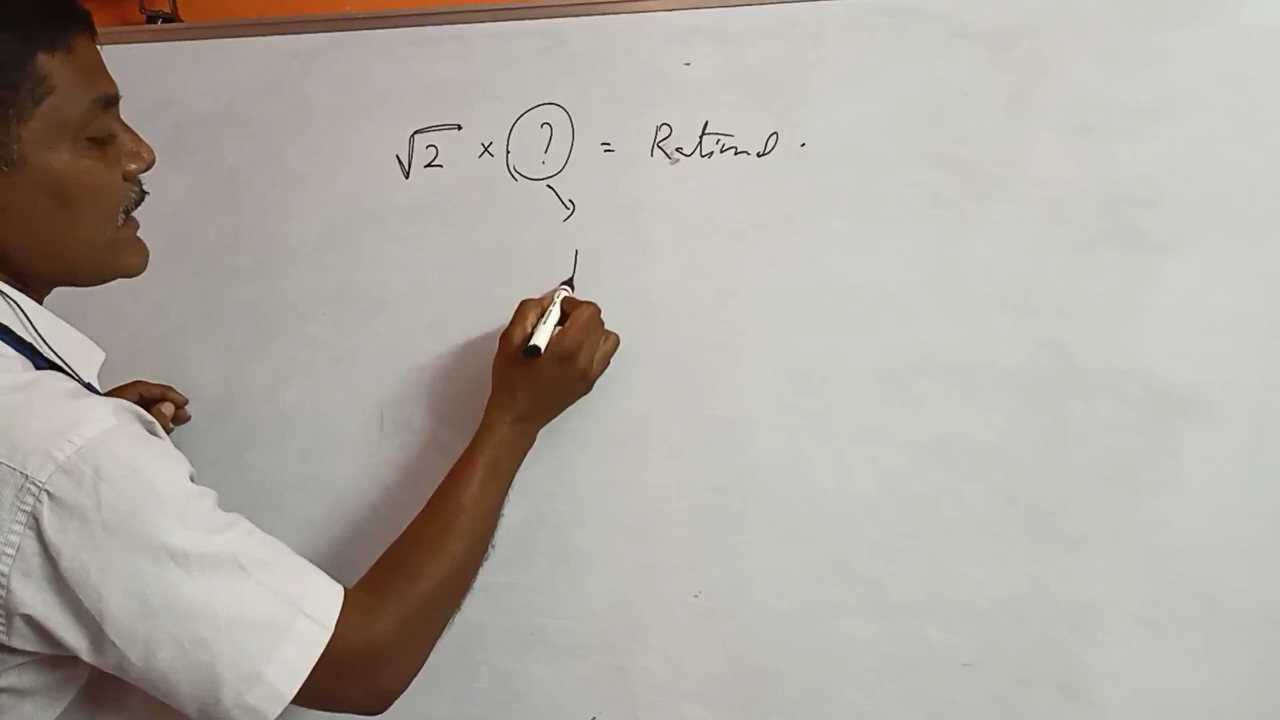 √2 × ? = Rational.